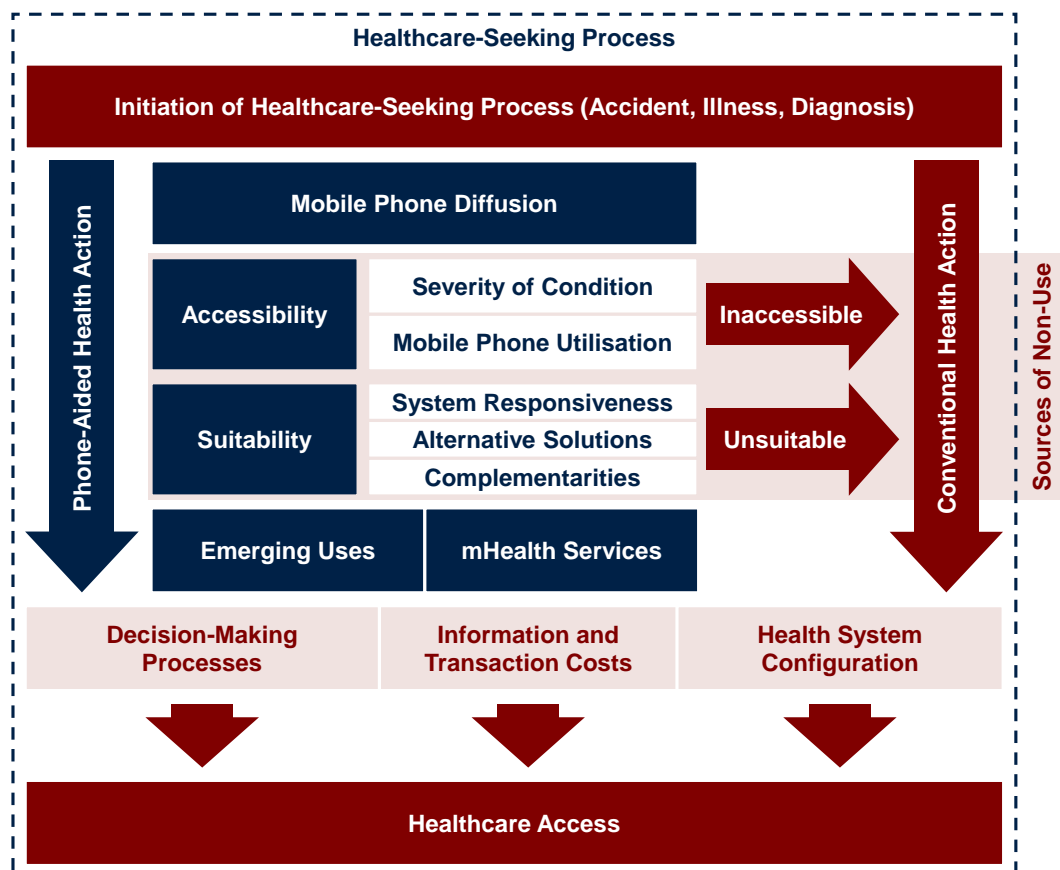 Healthcare-Seeking Process
Initiation of Healthcare-Seeking Process (Accident, Illness, Diagnosis)
Phone-Aided Health Action
Mobile Phone Diffusion
Accessibility
Severity of Condition
Mobile Phone Utilisation
Inaccessible
Suitability
System Responsiveness
Alternative Solutions
Complementarities
Unsuitable
Conventional Health Action
Sources of Non-Use
Emerging Uses
mHealth Services
Decision-Making
Processes
Information and
Transaction Costs
Health System
Configuration
Healthcare Access